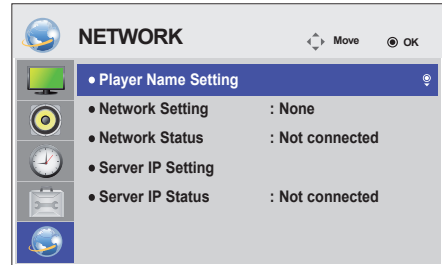 NETWORK
Move
OK
● Player Name Setting
● Network Setting : None
● Network Status : Not connected
● Server IP Setting
● Server IP Status : Not connected